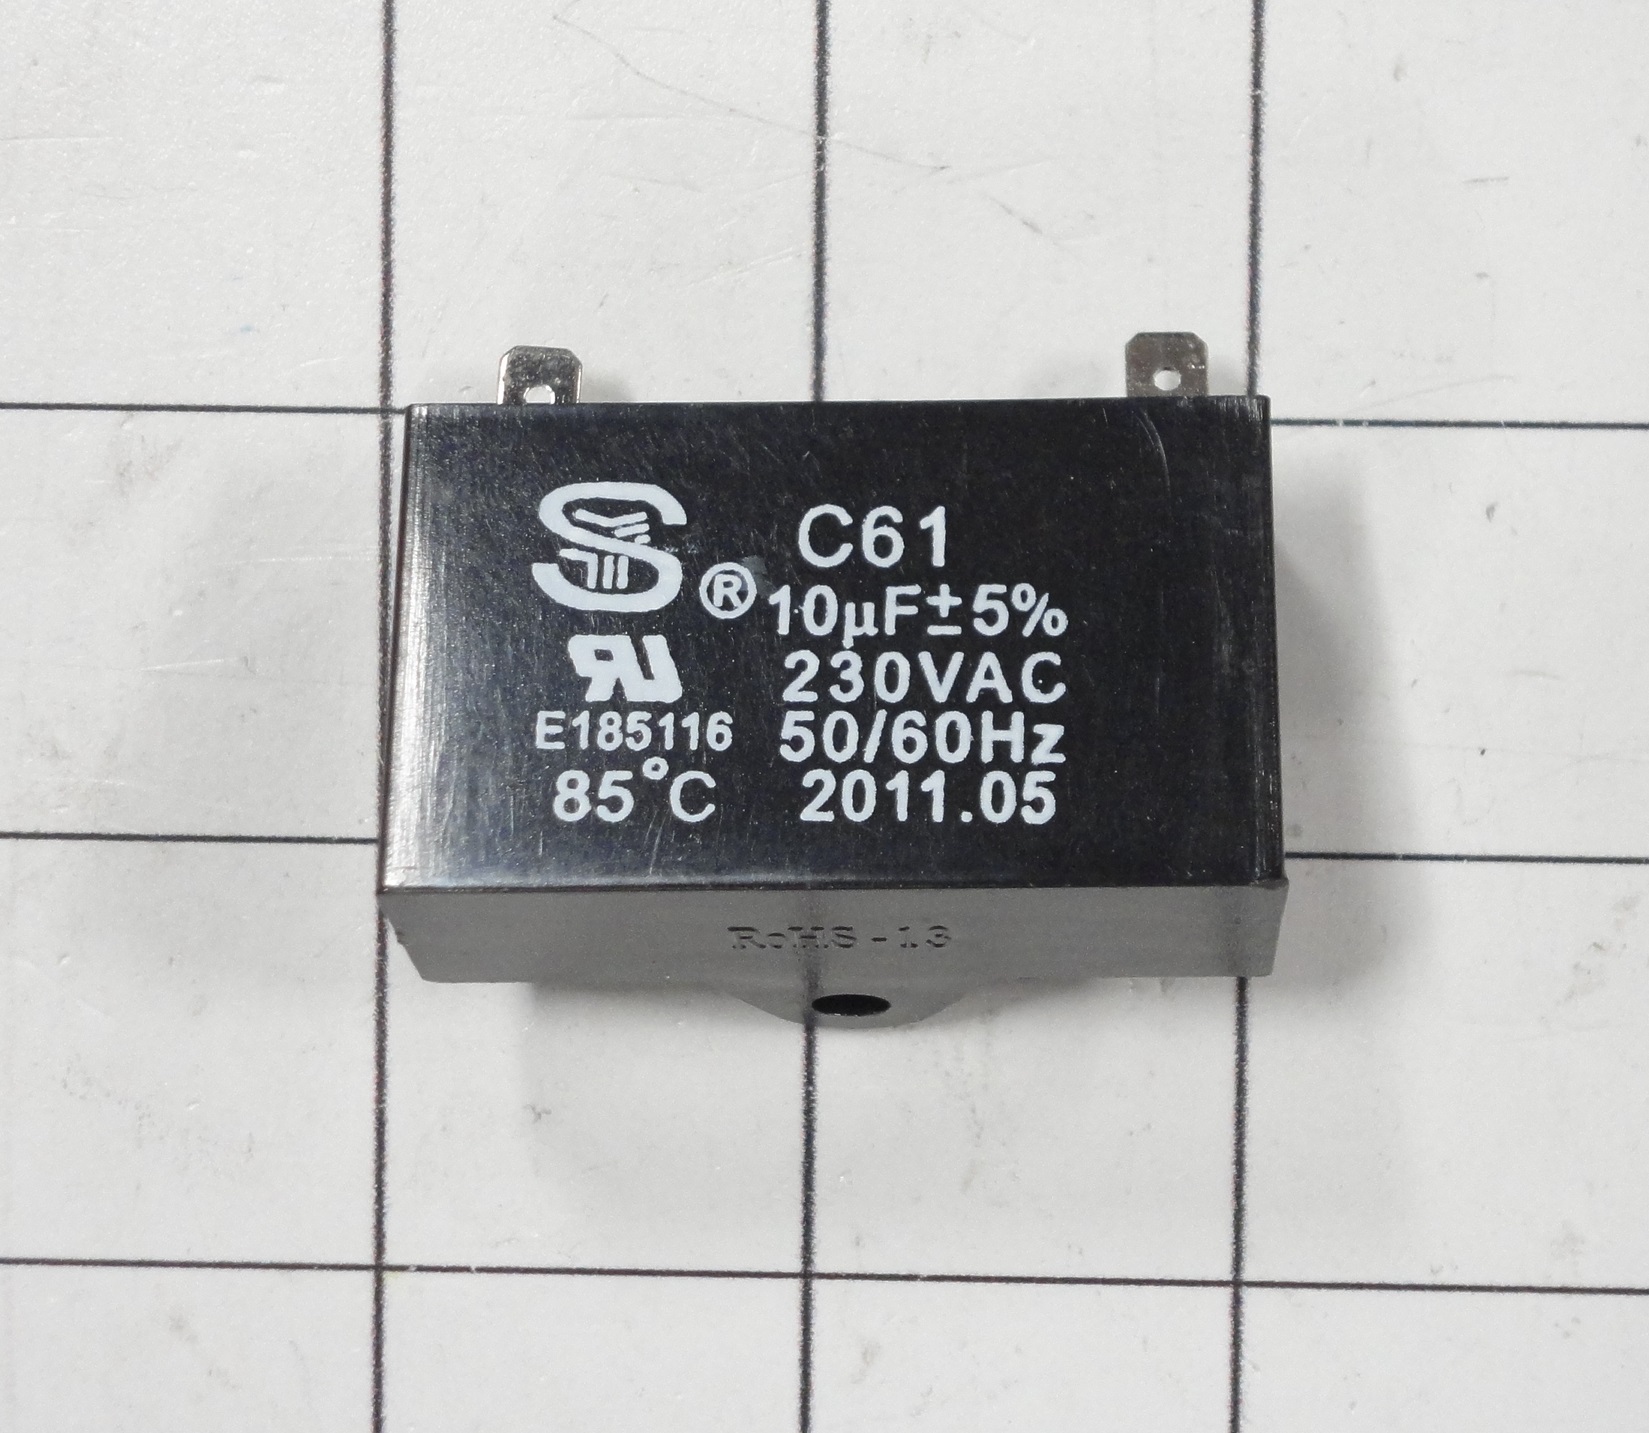 C61
® 10µF±5%
230VAC
E185116 50/60Hz
85°C 2011.05
RoHS-13